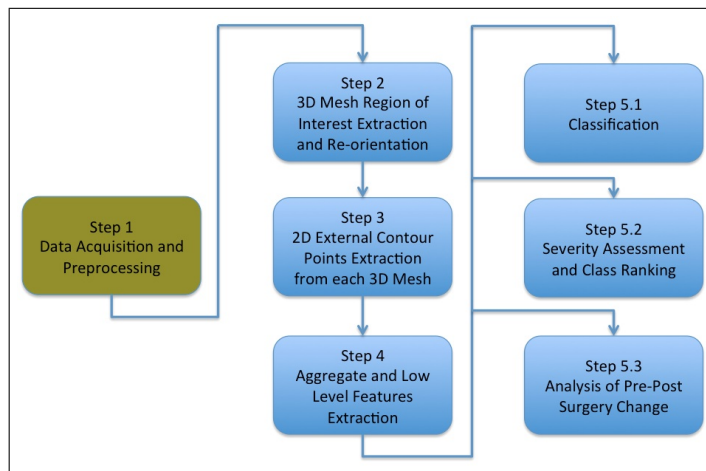 Step 1
Data Acquisition and
Preprocessing
Step 2
3D Mesh Region of
Interest Extraction
and Re-orientation
Step 3
2D External Contour
Points Extraction
from each 3D Mesh
Step 4
Aggregate and Low
Level Features
Extraction
Step 5.1
Classification
Step 5.2
Severity Assessment
and Class Ranking
Step 5.3
Analysis of Pre-Post
Surgery Change